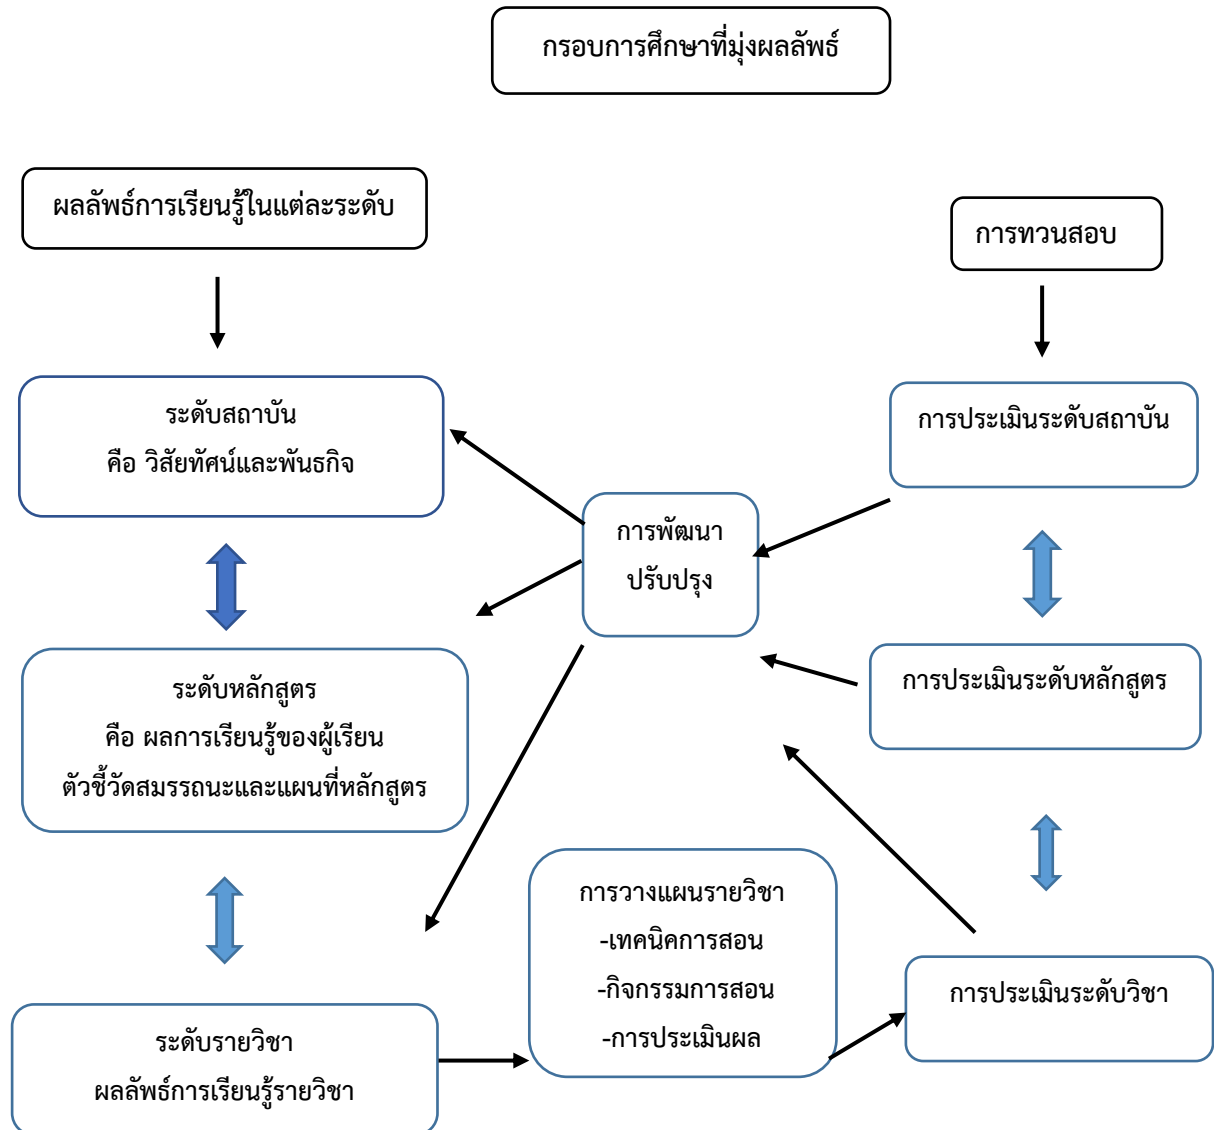 กรอบการศึกษาที่มุ่งผลลัพธ์
ผลลัพธ์การเรียนรู้ในแต่ละระดับ
การทวนสอบ
ระดับสถาบัน
คือ วิสัยทัศน์และพันธกิจ
การประเมินระดับสถาบัน
การพัฒนา
ปรับปรุง
ระดับหลักสูตร
คือ ผลการเรียนรู้ของผู้เรียน
ตัวชี้วัดสมรรถนะและแผนที่หลักสูตร
การประเมินระดับหลักสูตร
การวางแผนรายวิชา
-เทคนิคการสอน
-กิจกรรมการสอน
-การประเมินผล
การประเมินระดับวิชา
ระดับรายวิชา
ผลลัพธ์การเรียนรู้รายวิชา